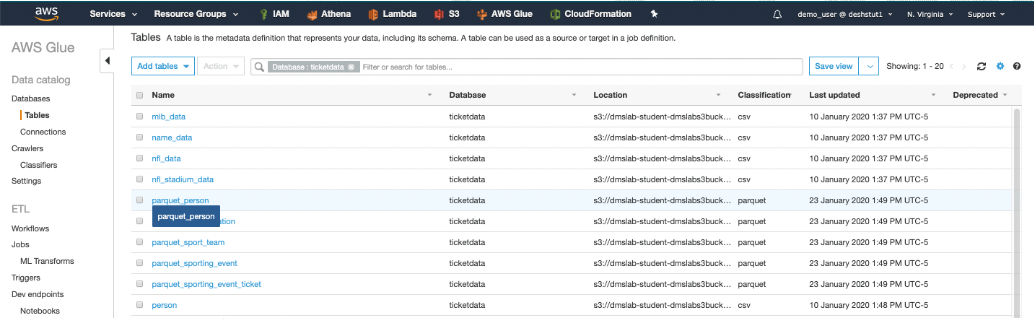 aws Services Resource Groups IAM Athena Lambda S3 AWS Glue CloudFormation demo_user @ deshstut1 N. Virginia Support
AWS Glue
Data catalog
Databases
Tables
Connections
Crawlers
Classifiers
Settings
ETL
Workflows
Jobs
ML Transforms
Triggers
Dev endpoints
Notebooks
Tables A table is the metadata definition that represents your data, including its schema. A table can be used as a source or target in a job definition.
Add tables Action Database : ticketdata Filter or search for tables... Save view Showing: 1 - 20
Name Database Location Classification Last updated Deprecated
mlb_data ticketdata s3://dmslab-student-dmslabs3buck... csv 10 January 2020 1:37 PM UTC-5
name_data ticketdata s3://dmslab-student-dmslabs3buck... csv 10 January 2020 1:37 PM UTC-5
nfl_data ticketdata s3://dmslab-student-dmslabs3buck... csv 10 January 2020 1:37 PM UTC-5
nfl_stadium_data ticketdata s3://dmslab-student-dmslabs3buck... csv 10 January 2020 1:37 PM UTC-5
parquet_person ticketdata s3://dmslab-student-dmslabs3buck... parquet 23 January 2020 1:49 PM UTC-5
parquet_person
ticketdata s3://dmslab-student-dmslabs3buck... parquet 23 January 2020 1:49 PM UTC-5
parquet_sport_team ticketdata s3://dmslab-student-dmslabs3buck... parquet 23 January 2020 1:49 PM UTC-5
parquet_sporting_event ticketdata s3://dmslab-student-dmslabs3buck... parquet 23 January 2020 1:49 PM UTC-5
parquet_sporting_event_ticket ticketdata s3://dmslab-student-dmslabs3buck... parquet 23 January 2020 1:49 PM UTC-5
person ticketdata s3://dmslab-student-dmslabs3buck... csv 10 January 2020 1:48 PM UTC-5